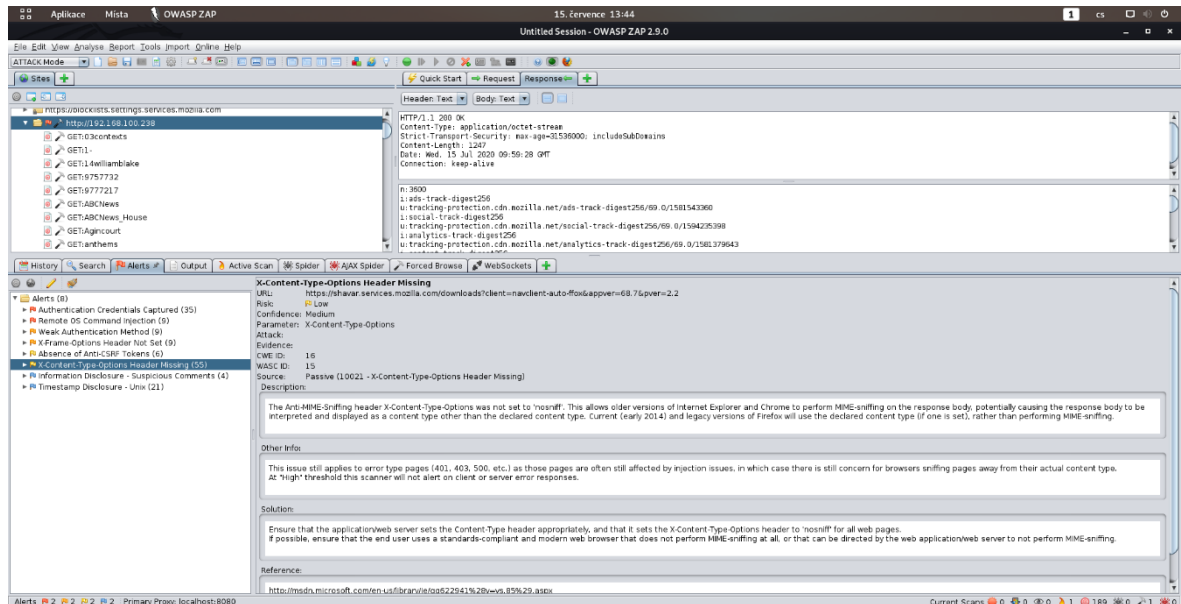 Aplikace Místa OWASP ZAP
15. července 13:44
1 cs
Untitled Session - OWASP ZAP 2.9.0
File Edit View Analyse Report Tools Import Online Help
ATTACK Mode
Sites
https://blocklists.settings.services.mozilla.com
http://192.168.100.238
GET:03contexts
GET:1-
GET:14williamblake
GET:9757732
GET:9777217
GET:ABCNews
GET:ABCNews_House
GET:Agincourt
GET:anthems
Quick Start Request Response
Header: Text Body: Text
HTTP/1.1 200 OK
Content-Type: application/octet-stream
Strict-Transport-Security: max-age=31536000; includeSubDomains
Content-Length: 1247
Date: Wed, 15 Jul 2020 09:59:28 GMT
Connection: keep-alive
n:3600
i:ads-track-digest256
u:tracking-protection.cdn.mozilla.net/ads-track-digest256/69.0/1581543360
i:social-track-digest256
u:tracking-protection.cdn.mozilla.net/social-track-digest256/69.0/1594235398
i:analytics-track-digest256
u:tracking-protection.cdn.mozilla.net/analytics-track-digest256/69.0/1581379643
History Search Alerts Output Active Scan Spider AJAX Spider Forced Browse WebSockets
Alerts (8)
Authentication Credentials Captured (35)
Remote OS Command Injection (9)
Weak Authentication Method (9)
X-Frame-Options Header Not Set (9)
Absence of Anti-CSRF Tokens (6)
X-Content-Type-Options Header Missing (55)
Information Disclosure - Suspicious Comments (4)
Timestamp Disclosure - Unix (21)
X-Content-Type-Options Header Missing
URL: https://shavar.services.mozilla.com/downloads?client=navclient-auto-ffox&appver=68.7&pver=2.2
Risk: Low
Confidence: Medium
Parameter: X-Content-Type-Options
Attack:
Evidence:
CWE ID: 16
WASC ID: 15
Source: Passive (10021 - X-Content-Type-Options Header Missing)
Description:
The Anti-MIME-Sniffing header X-Content-Type-Options was not set to 'nosniff'. This allows older versions of Internet Explorer and Chrome to perform MIME-sniffing on the response body, potentially causing the response body to be
interpreted and displayed as a content type other than the declared content type. Current (early 2014) and legacy versions of Firefox will use the declared content type (if one is set), rather than performing MIME-sniffing.
Other Info:
This issue still applies to error type pages (401, 403, 500, etc.) as those pages are often still affected by injection issues, in which case there is still concern for browsers sniffing pages away from their actual content type.
At "High" threshold this scanner will not alert on client or server error responses.
Solution:
Ensure that the application/web server sets the Content-Type header appropriately, and that it sets the X-Content-Type-Options header to 'nosniff' for all web pages.
If possible, ensure that the end user uses a standards-compliant and modern web browser that does not perform MIME-sniffing at all, or that can be directed by the web application/web server to not perform MIME-sniffing.
Reference:
http://msdn.microsoft.com/en-us/library/ie/gg622941%28v=vs.85%29.aspx
Alerts 2 2 2 2 Primary Proxy: localhost:8080
Current Scans 0 0 0 1 189 0 1 0